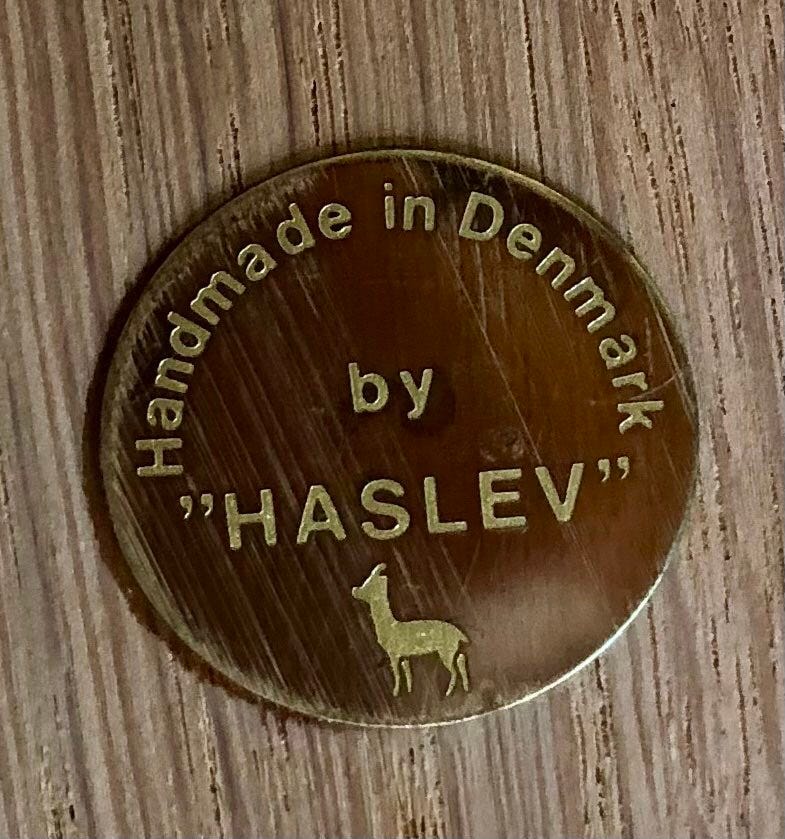 Handmade in Denmark
by
”HASLEV”